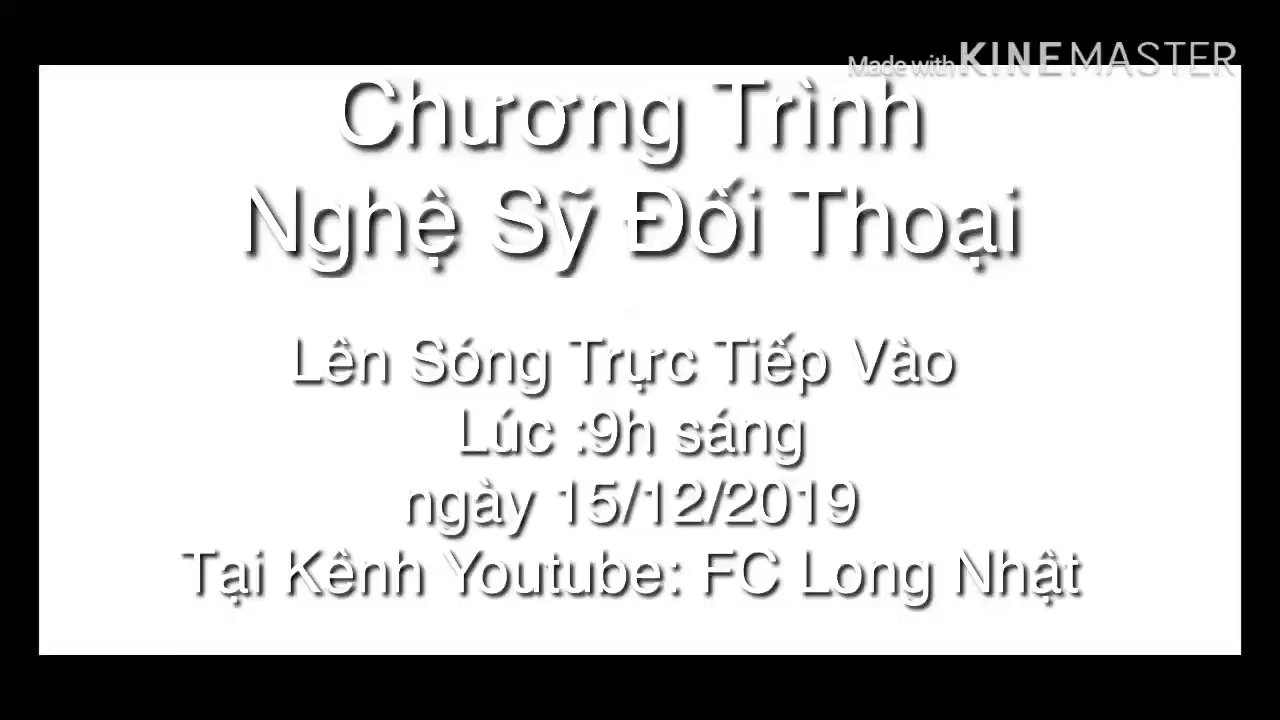 Made with KINEMASTER
Chương Trình
Nghệ Sỹ Đối Thoại
Lên Sóng Trực Tiếp Vào
Lúc :9h sáng
ngày 15/12/2019
Tại Kênh Youtube: FC Long Nhật